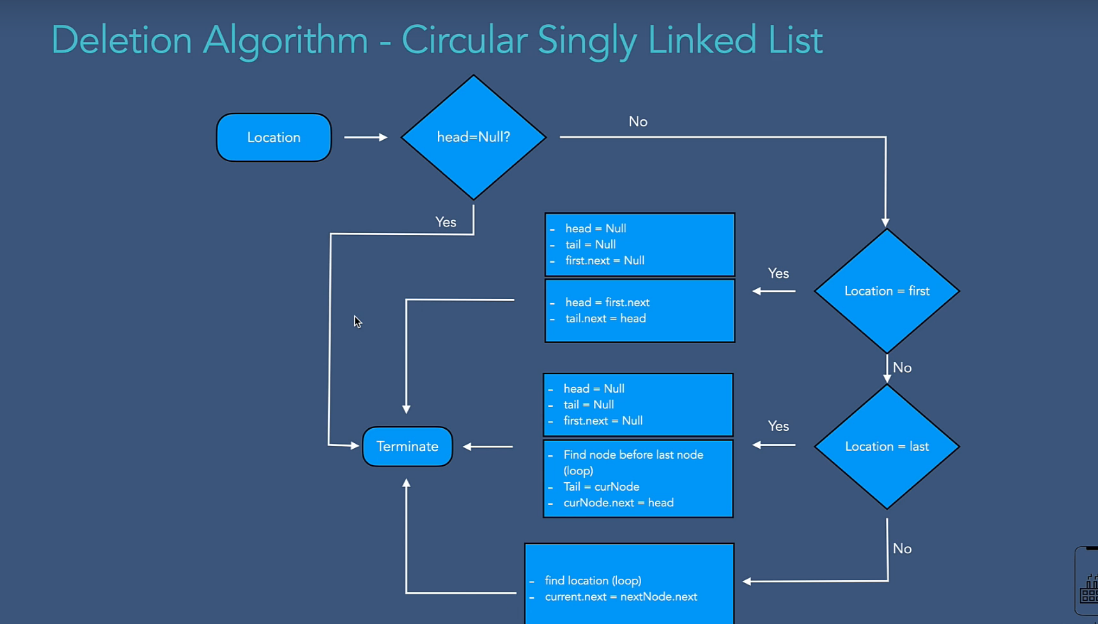 Deletion Algorithm - Circular Singly Linked List
Location
head=Null?
No
Yes
- head = Null
- tail = Null
- first.next = Null
Yes
Location = first
- head = first.next
- tail.next = head
No
- head = Null
- tail = Null
- first.next = Null
Yes
Terminate
Location = last
- Find node before last node
(loop)
- Tail = curNode
- curNode.next = head
No
- find location (loop)
- current.next = nextNode.next